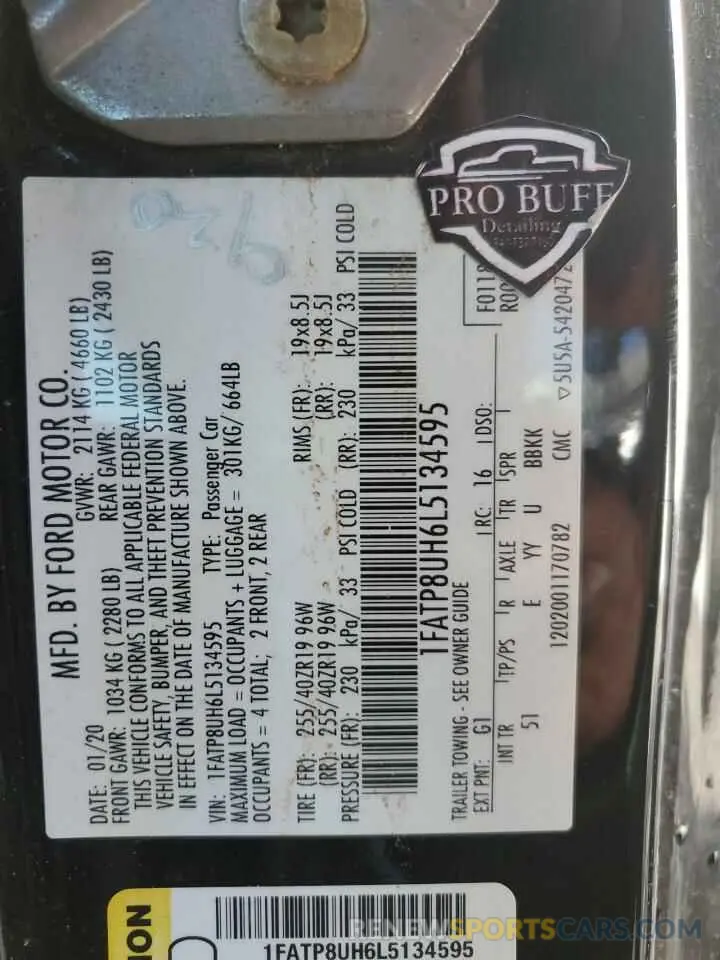 MFD. BY FORD MOTOR CO.
DATE: 01/20 GVWR: 2114 KG ( 4660 LB)
FRONT GAWR: 1034 KG ( 2280 LB) REAR GAWR: 1102 KG ( 2430 LB)
THIS VEHICLE CONFORMS TO ALL APPLICABLE FEDERAL MOTOR
VEHICLE SAFETY, BUMPER, AND THEFT PREVENTION STANDARDS
IN EFFECT ON THE DATE OF MANUFACTURE SHOWN ABOVE.
VIN: 1FATP8UH6L5134595 TYPE: Passenger Car
MAXIMUM LOAD = OCCUPANTS + LUGGAGE = 301KG/ 664LB
OCCUPANTS = 4 TOTAL; 2 FRONT, 2 REAR
TIRE (FR): 255/40ZR19 96W RIMS (FR): 19x8.5J
(RR): 255/40ZR19 96W (RR): 19x8.5J
PRESSURE (FR): 230 kPa/ 33 PSI COLD (RR): 230 kPa/ 33 PSI COLD
1FATP8UH6L5134595
TRAILER TOWING - SEE OWNER GUIDE
EXT PNT: G1 RC: 16 DSO: F0118
INT TR TP/PS R AXLE TR SPR
51 E YY U BBKK
1202001170782 CMC ▽5U5A-5420472
PRO BUFF
Detailing
1FATP8UH6L5134595
RENEWSPORTSCARS.COM